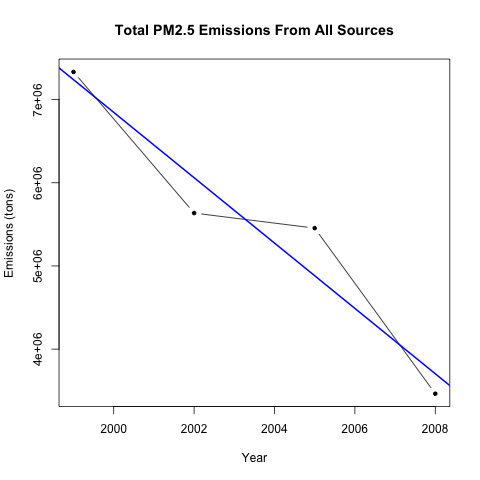 Total PM2.5 Emissions From All Sources
Emissions (tons)
7e+06
6e+06
5e+06
4e+06
2000 2002 2004 2006 2008
Year